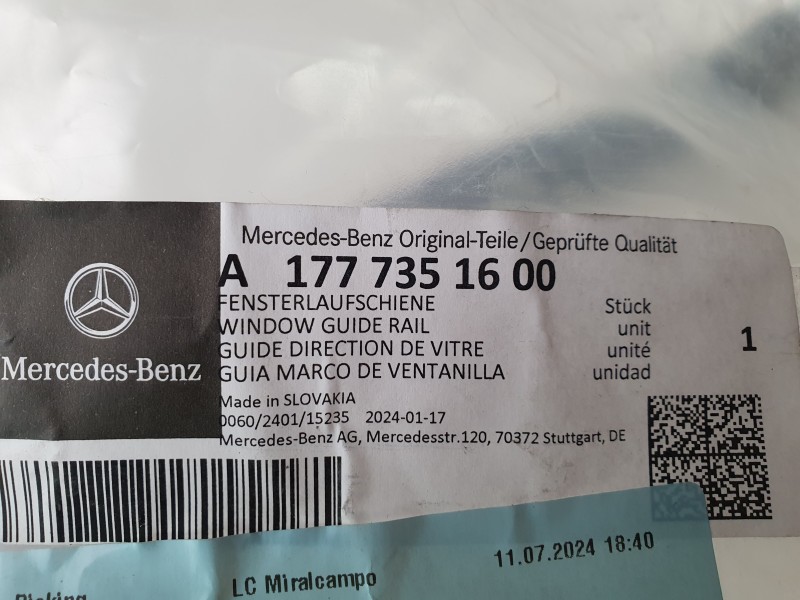 Mercedes-Benz Original-Teile/Geprüfte Qualität
A 177 735 16 00
FENSTERLAUFSCHIENE Stück
WINDOW GUIDE RAIL unit
GUIDE DIRECTION DE VITRE unité
GUIA MARCO DE VENTANILLA unidad
1
Mercedes-Benz
Made in SLOVAKIA
0060/2401/15235 2024-01-17
Mercedes-Benz AG, Mercedesstr.120, 70372 Stuttgart, DE
11.07.2024 18:40
LC Miralcampo